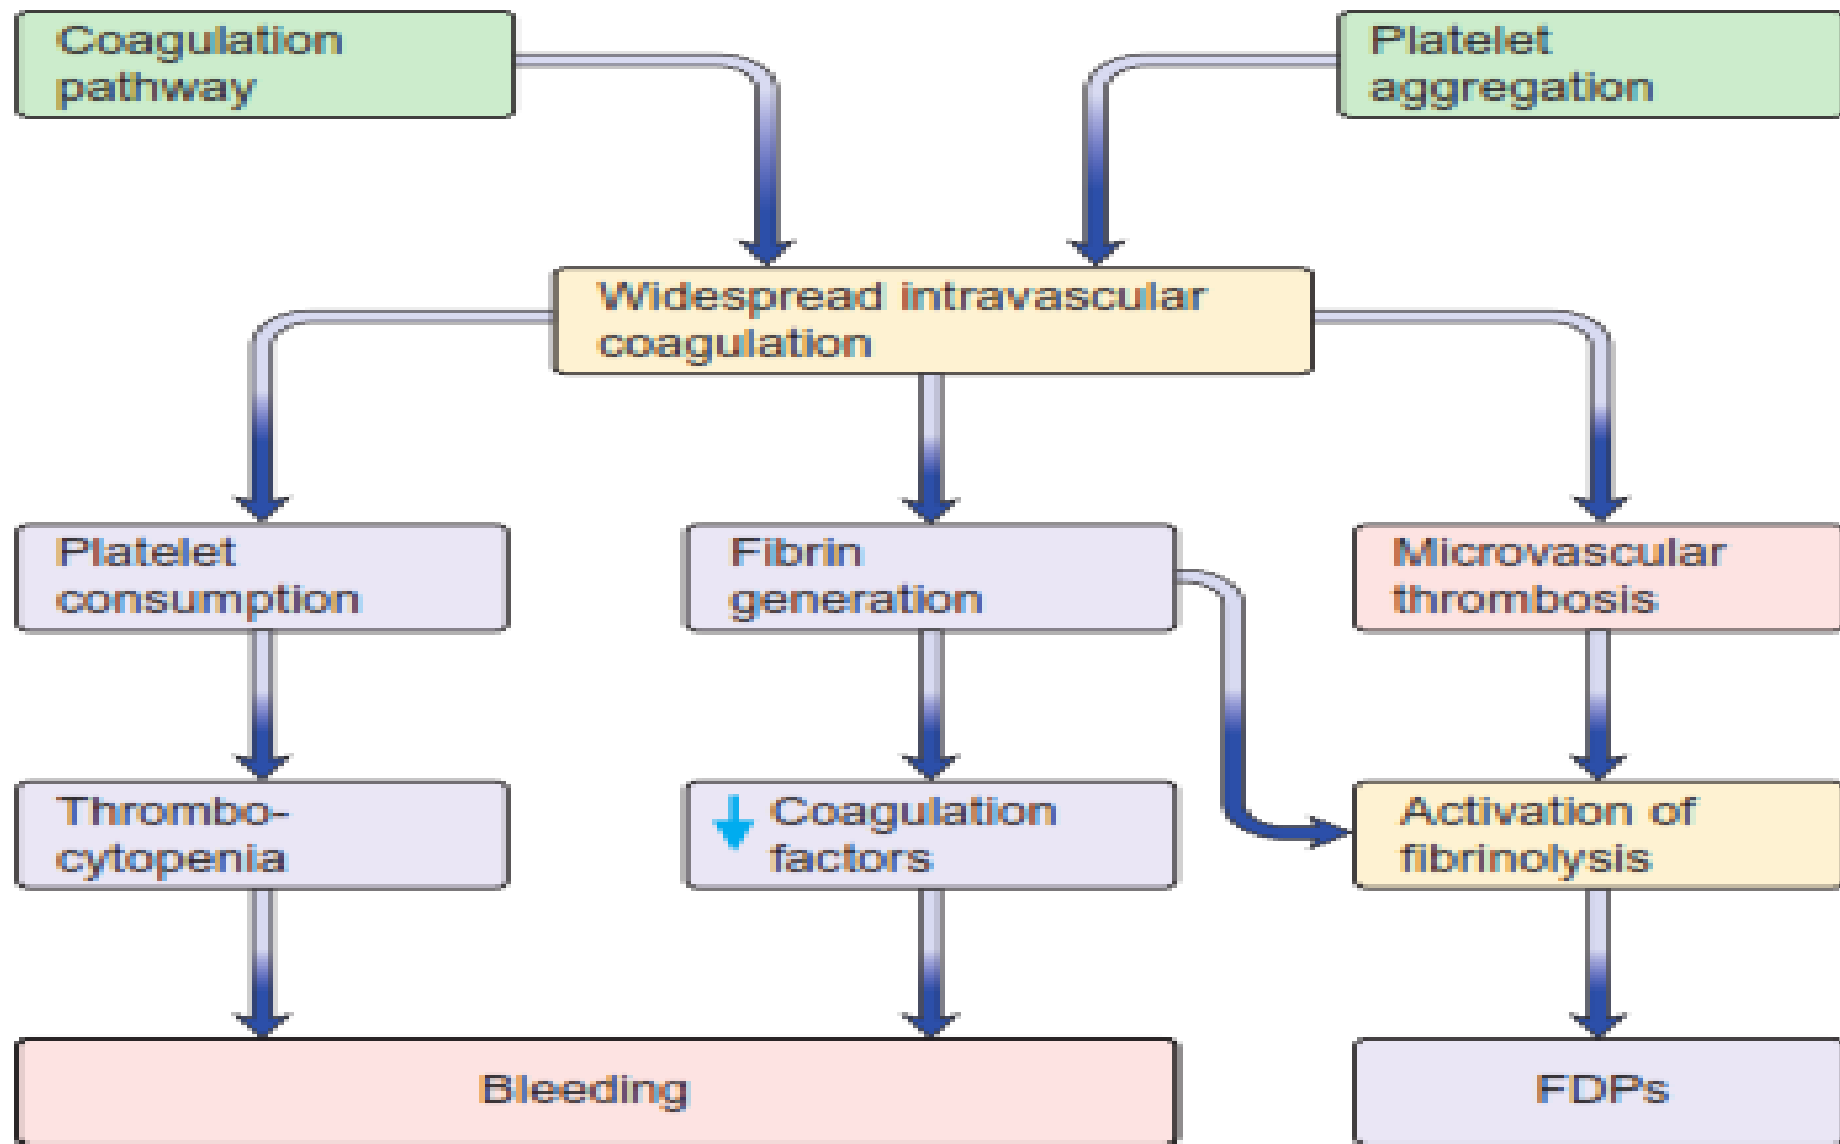 Coagulation
pathway
Platelet
aggregation
Widespread intravascular
coagulation
Platelet
consumption
Fibrin
generation
Microvascular
thrombosis
Thrombo-
cytopenia
Coagulation
factors
Activation of
fibrinolysis
Bleeding
FDPs